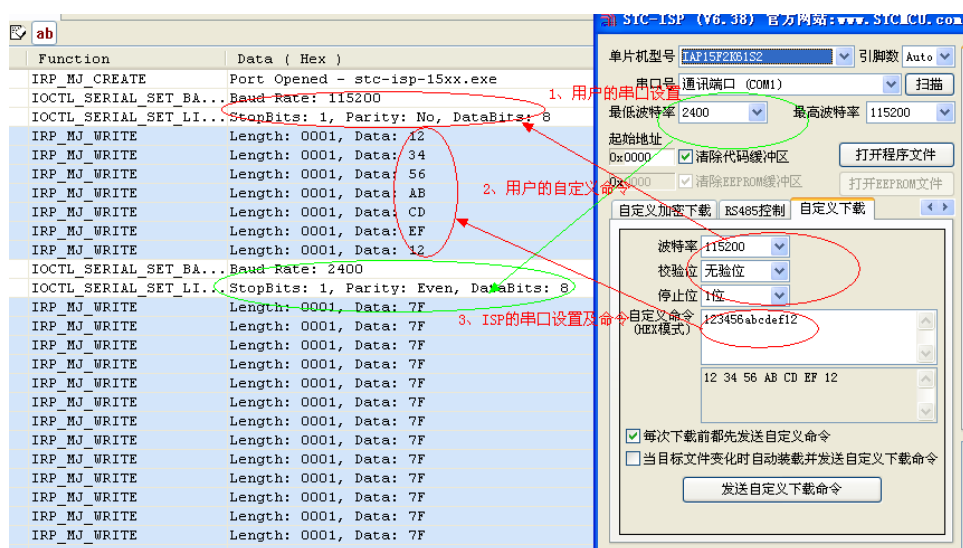 STC-ISP (V6.38) 官方网站:www.STCMCU.com
ab
Function Data ( Hex )
IRP_MJ_CREATE Port Opened - stc-isp-15xx.exe
IOCTL_SERIAL_SET_BA... Baud Rate: 115200
IOCTL_SERIAL_SET_LI... StopBits: 1, Parity: No, DataBits: 8
IRP_MJ_WRITE Length: 0001, Data: 12
IRP_MJ_WRITE Length: 0001, Data: 34
IRP_MJ_WRITE Length: 0001, Data: 56
IRP_MJ_WRITE Length: 0001, Data: AB
IRP_MJ_WRITE Length: 0001, Data: CD
IRP_MJ_WRITE Length: 0001, Data: EF
IRP_MJ_WRITE Length: 0001, Data: 12
IOCTL_SERIAL_SET_BA... Baud Rate: 2400
IOCTL_SERIAL_SET_LI... StopBits: 1, Parity: Even, DataBits: 8
IRP_MJ_WRITE Length: 0001, Data: 7F
IRP_MJ_WRITE Length: 0001, Data: 7F
IRP_MJ_WRITE Length: 0001, Data: 7F
IRP_MJ_WRITE Length: 0001, Data: 7F
IRP_MJ_WRITE Length: 0001, Data: 7F
IRP_MJ_WRITE Length: 0001, Data: 7F
IRP_MJ_WRITE Length: 0001, Data: 7F
IRP_MJ_WRITE Length: 0001, Data: 7F
IRP_MJ_WRITE Length: 0001, Data: 7F
IRP_MJ_WRITE Length: 0001, Data: 7F
IRP_MJ_WRITE Length: 0001, Data: 7F
IRP_MJ_WRITE Length: 0001, Data: 7F
IRP_MJ_WRITE Length: 0001, Data: 7F
1、用户的串口设置
2、用户的自定义命令
3、ISP的串口设置及命令
单片机型号 IAP15F2K61S2 引脚数 Auto
串口号 通讯端口 (COM1) 扫描
最低波特率 2400 最高波特率 115200
起始地址
0x0000 清除代码缓冲区 打开程序文件
0x0000 清除EEPROM缓冲区 打开EEPROM文件
自定义加密下载 RS485控制 自定义下载
波特率 115200
校验位 无验位
停止位 1位
自定义命令 123456abcdef12
(HEX模式)
12 34 56 AB CD EF 12
每次下载前都先发送自定义命令
当目标文件变化时自动装载并发送自定义下载命令
发送自定义下载命令